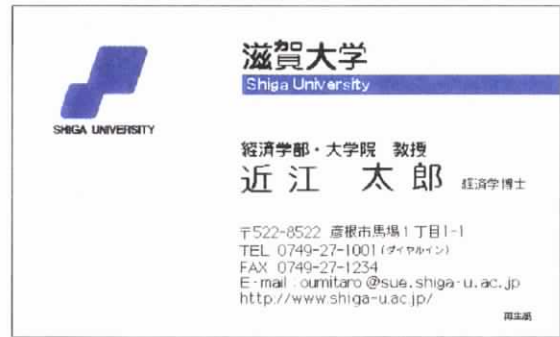 滋賀大学
Shiga University
SHIGA UNIVERSITY
経済学部・大学院 教授
近江 太郎 経済学博士
〒522-8522 彦根市馬場1丁目1-1
TEL 0749-27-1001(ダイヤルイン)
FAX 0749-27-1234
E-mail:oumitaro@sue.shiga-u.ac.jp
http://www.shiga-u.ac.jp/
再生紙